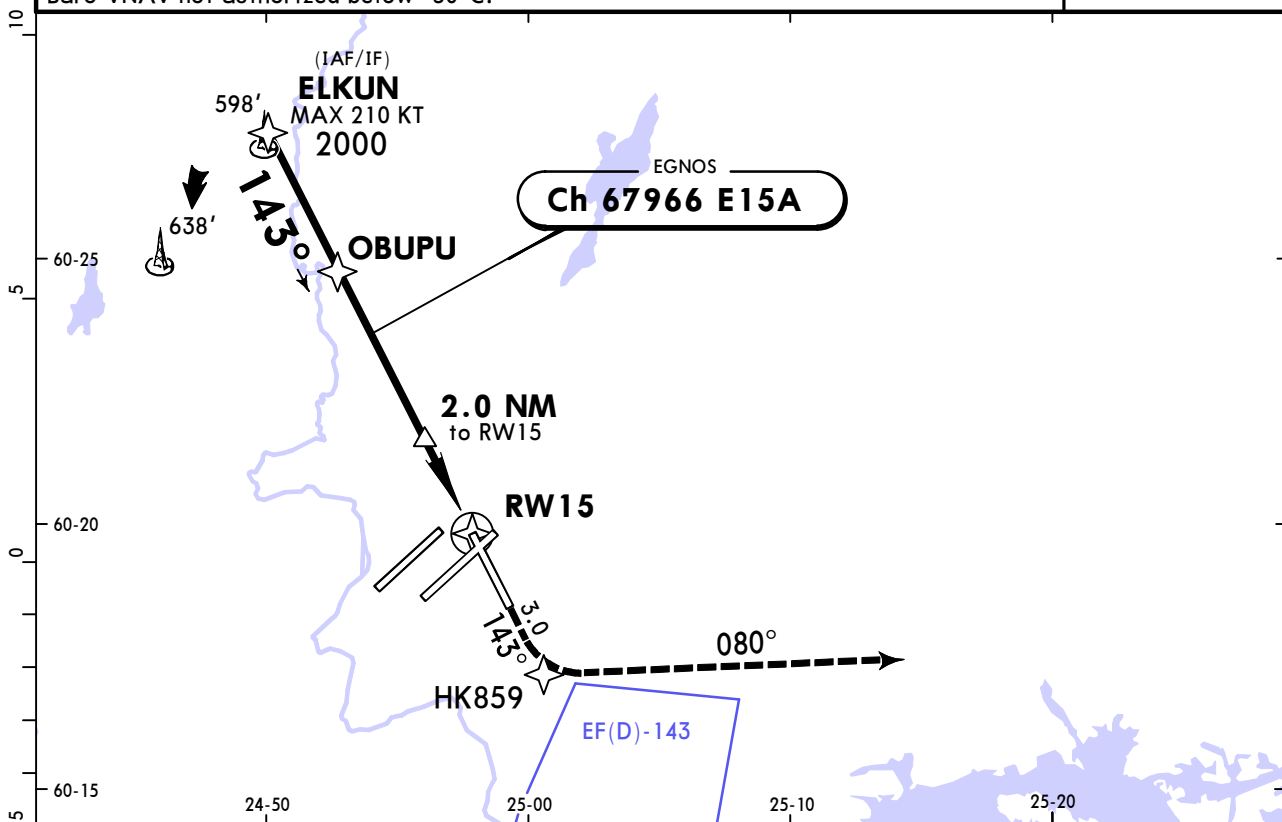 10
(IAF/IF)
ELKUN
598'
MAX 210 KT
2000
EGNOS
Ch 67966 E15A
143°
638'
OBUPU
60-25
5
2.0 NM
to RW15
RW15
60-20
0
3.0
143°
080°
HK859
EF(D)-143
60-15
24-50
25-00
25-10
25-20
5